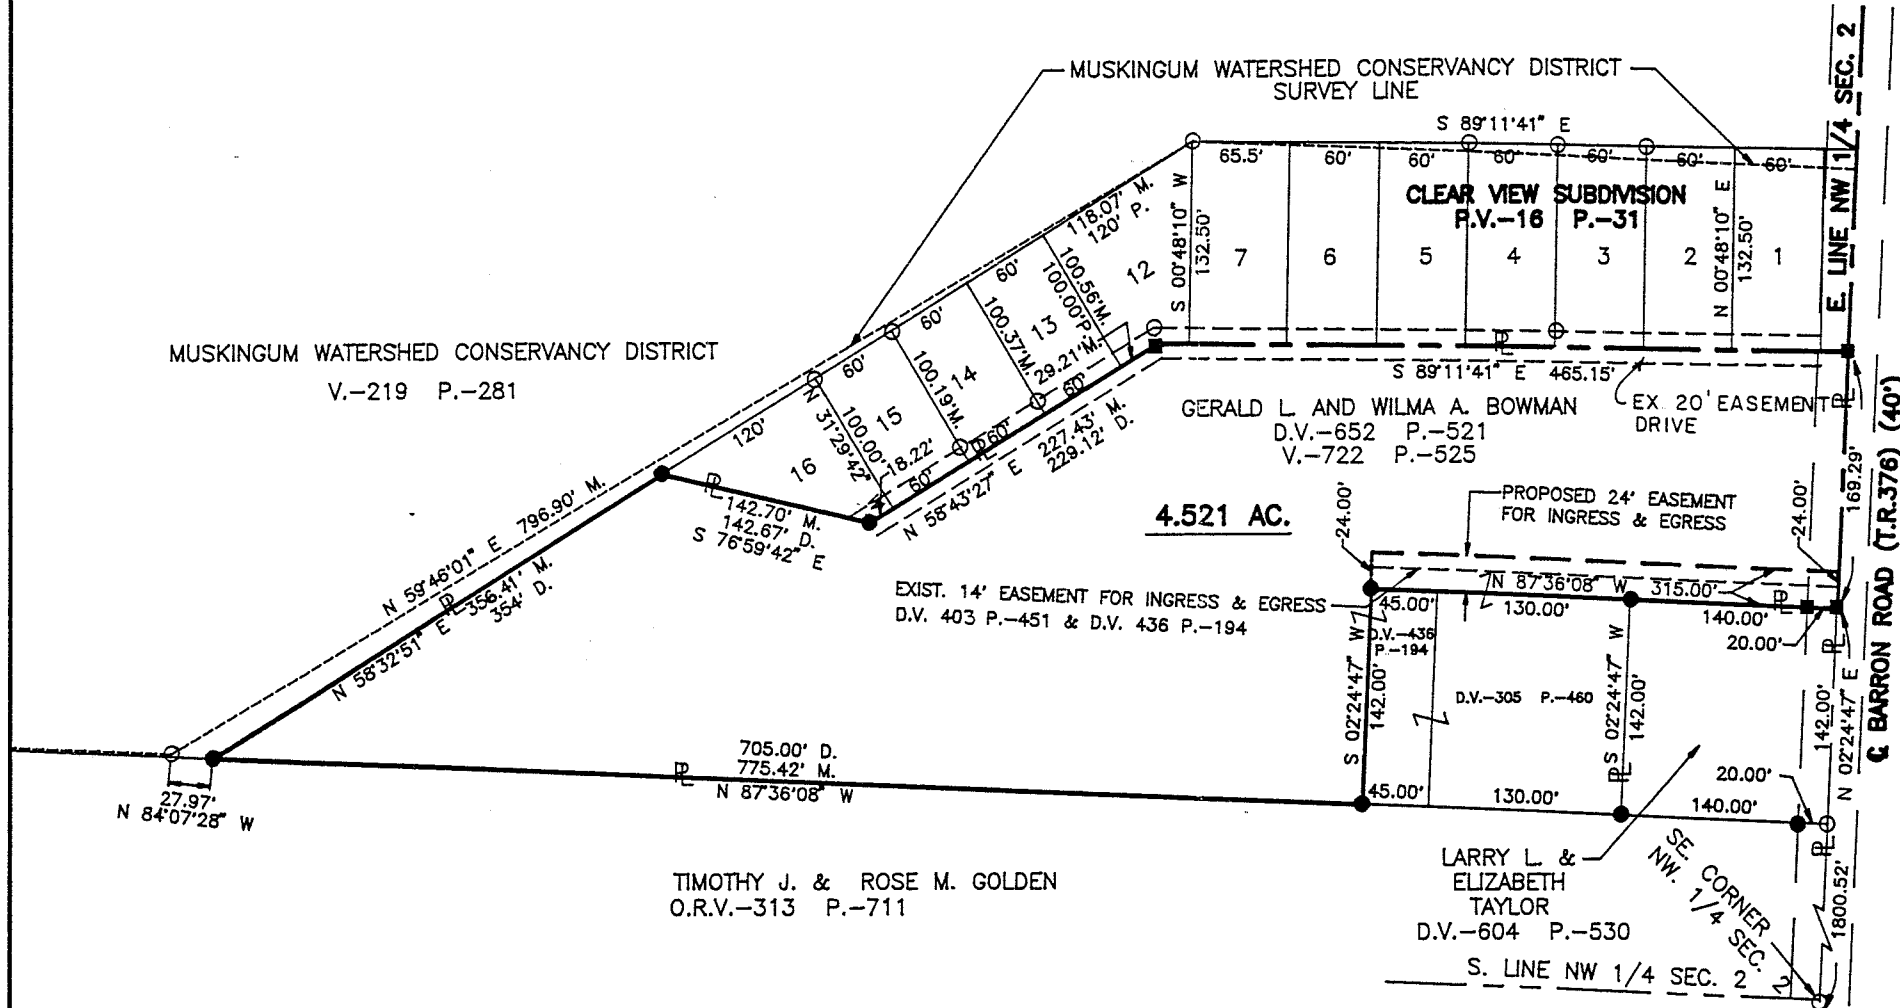 MUSKINGUM WATERSHED CONSERVANCY DISTRICT
SURVEY LINE
S 89°11'41" E
65.5'
60'
60'
60'
60'
60'
60'
CLEAR VIEW SUBDIVISION
P.V.-16 P.-31
7
6
5
4
3
2
1
S 00°48'10" W
132.50'
N 00°48'10" E
132.50'
E. LINE NW 1/4 SEC. 2
118.07' M.
120' P.
12
100.56'M.
100.00'P.
60'
13
100.37'M.
60'
29.21'M.
60'
14
100.19'M.
60'
60'
15
100.00'
N 31°29'42"
18.22'
60'
120'
16
MUSKINGUM WATERSHED CONSERVANCY DISTRICT
V.-219 P.-281
S 89°11'41" E 465.15'
EX. 20' EASEMENT
DRIVE
GERALD L. AND WILMA A. BOWMAN
D.V.-652 P.-521
V.-722 P.-525
227.43' M.
229.12' D.
N 58°43'27" E
PL
142.70' M.
142.67' D.
S 76°59'42" E
796.90' M.
N 59°46'01" E
PL
356.41' M.
354' D.
N 58°32'51" E
4.521 AC.
24.00'
PROPOSED 24' EASEMENT
FOR INGRESS & EGRESS
24.00'
169.29'
℄ BARRON ROAD (T.R.376) (40')
EXIST. 14' EASEMENT FOR INGRESS & EGRESS
D.V. 403 P.-451 & D.V. 436 P.-194
N 87°36'08" W 315.00'
PL
45.00'
130.00'
140.00'
20.00'
PL
D.V.-436
P.-194
S 02°24'47" W
142.00'
D.V.-305 P.-460
S 02°24'47" W
142.00'
PL
142.00'
N 02°24'47" E
705.00' D.
775.42' M.
PL
N 87°36'08" W
27.97'
N 84°07'28" W
45.00'
130.00'
140.00'
20.00'
PL
TIMOTHY J. & ROSE M. GOLDEN
O.R.V.-313 P.-711
LARRY L. &
ELIZABETH
TAYLOR
D.V.-604 P.-530
SE. CORNER
NW. 1/4 SEC. 2
1800.52'
S. LINE NW 1/4 SEC. 2